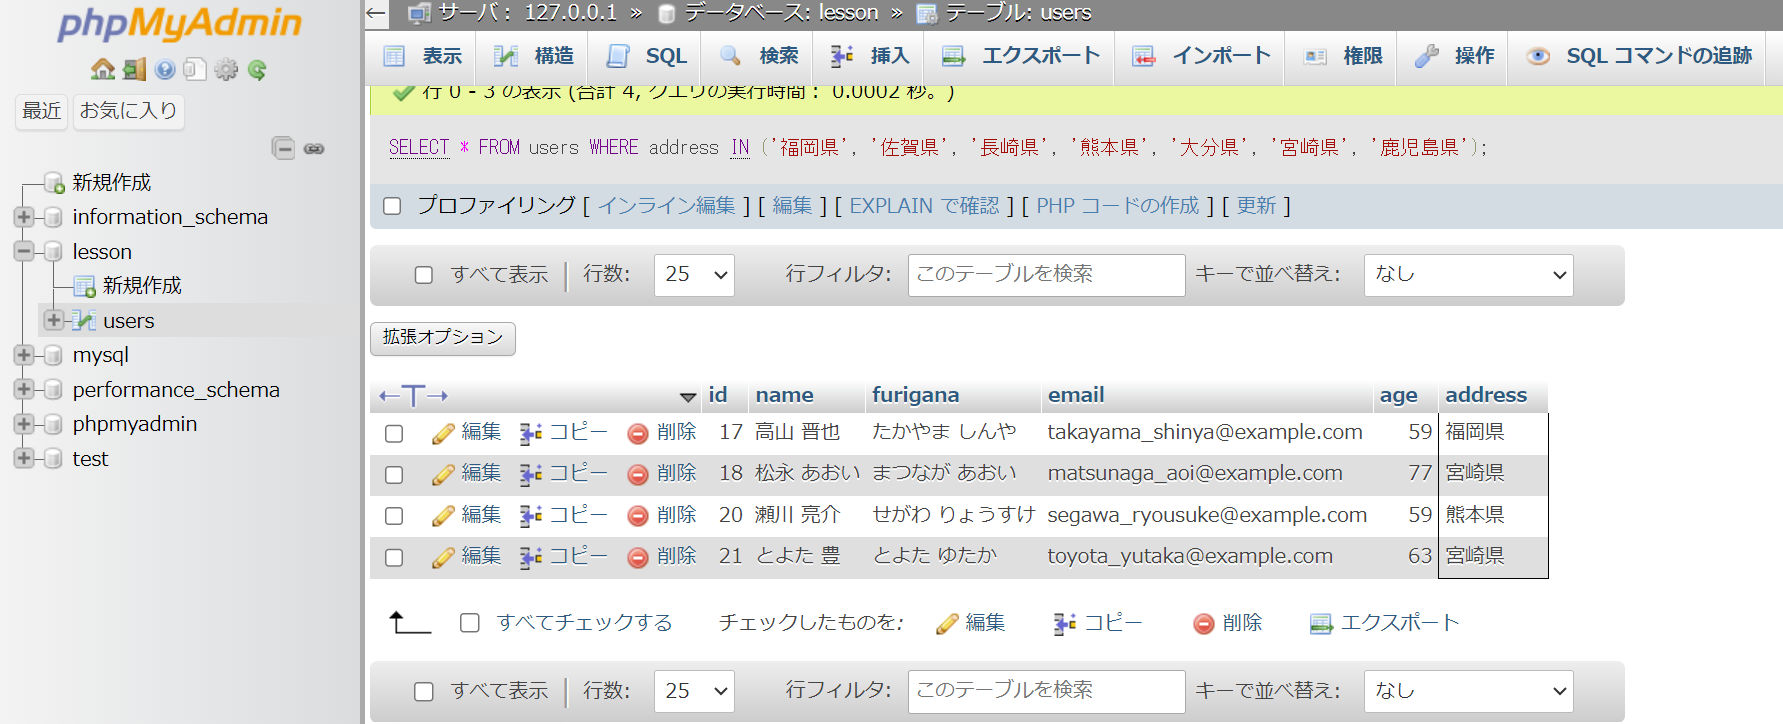 phpMyAdmin
最近 お気に入り
新規作成
information_schema
lesson
新規作成
users
mysql
performance_schema
phpmyadmin
test
サーバ: 127.0.0.1 » データベース: lesson » テーブル: users
表示 構造 SQL 検索 挿入 エクスポート インポート 権限 操作 SQL コマンドの追跡
行 0 - 3 の表示 (合計 4, クエリの実行時間: 0.0002 秒。)
SELECT * FROM users WHERE address IN ('福岡県', '佐賀県', '長崎県', '熊本県', '大分県', '宮崎県', '鹿児島県');
プロファイリング [ インライン編集 ] [ 編集 ] [ EXPLAIN で確認 ] [ PHP コードの作成 ] [ 更新 ]
すべて表示 行数: 25 行フィルタ: このテーブルを検索 キーで並べ替え: なし
拡張オプション
←T→ id name furigana email age address
編集 コピー 削除 17 高山 晋也 たかやま しんや takayama_shinya@example.com 59 福岡県
編集 コピー 削除 18 松永 あおい まつなが あおい matsunaga_aoi@example.com 77 宮崎県
編集 コピー 削除 20 瀬川 亮介 せがわ りょうすけ segawa_ryousuke@example.com 59 熊本県
編集 コピー 削除 21 とよた 豊 とよた ゆたか toyota_yutaka@example.com 63 宮崎県
すべてチェックする チェックしたものを: 編集 コピー 削除 エクスポート
すべて表示 行数: 25 行フィルタ: このテーブルを検索 キーで並べ替え: なし